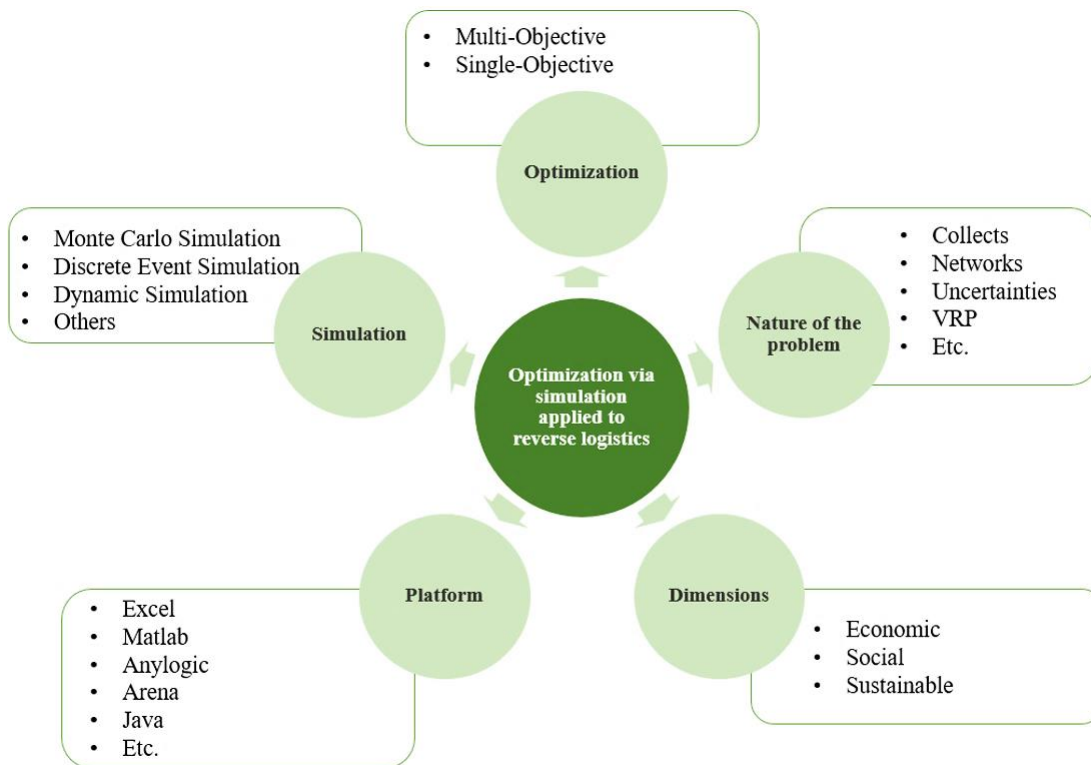 • Multi-Objective
• Single-Objective
Optimization
• Monte Carlo Simulation
• Discrete Event Simulation
• Dynamic Simulation
• Others
Simulation
• Collects
• Networks
• Uncertainties
• VRP
• Etc.
Nature of the
problem
Optimization via
simulation
applied to
reverse logistics
Platform
• Excel
• Matlab
• Anylogic
• Arena
• Java
• Etc.
Dimensions
• Economic
• Social
• Sustainable